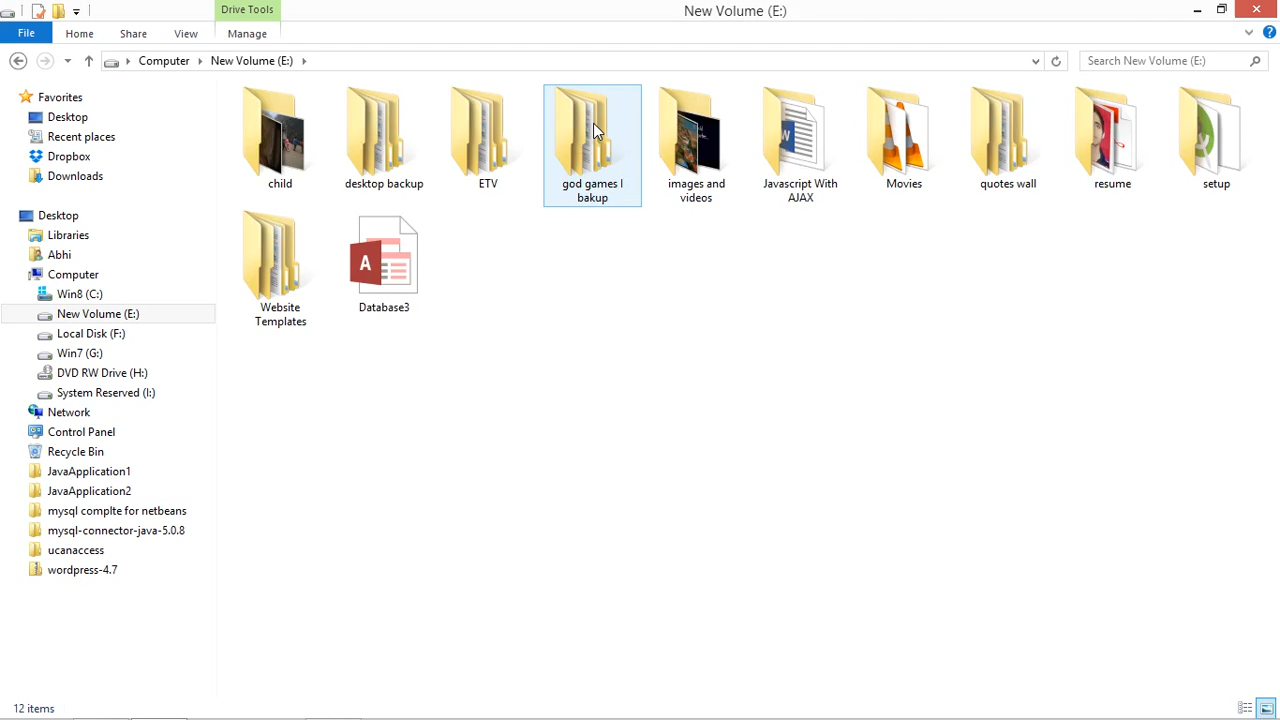 Drive Tools
New Volume (E:)
File
Home
Share
View
Manage
Computer
New Volume (E:)
Search New Volume (E:)
Favorites
Desktop
Recent places
Dropbox
Downloads
Desktop
Libraries
Abhi
Computer
Win8 (C:)
New Volume (E:)
Local Disk (F:)
Win7 (G:)
DVD RW Drive (H:)
System Reserved (I:)
Network
Control Panel
Recycle Bin
JavaApplication1
JavaApplication2
mysql complte for netbeans
mysql-connector-java-5.0.8
ucanaccess
wordpress-4.7
child
desktop backup
ETV
god games l
bakup
images and
videos
Javascript With
AJAX
Movies
quotes wall
resume
setup
Website
Templates
Database3
12 items